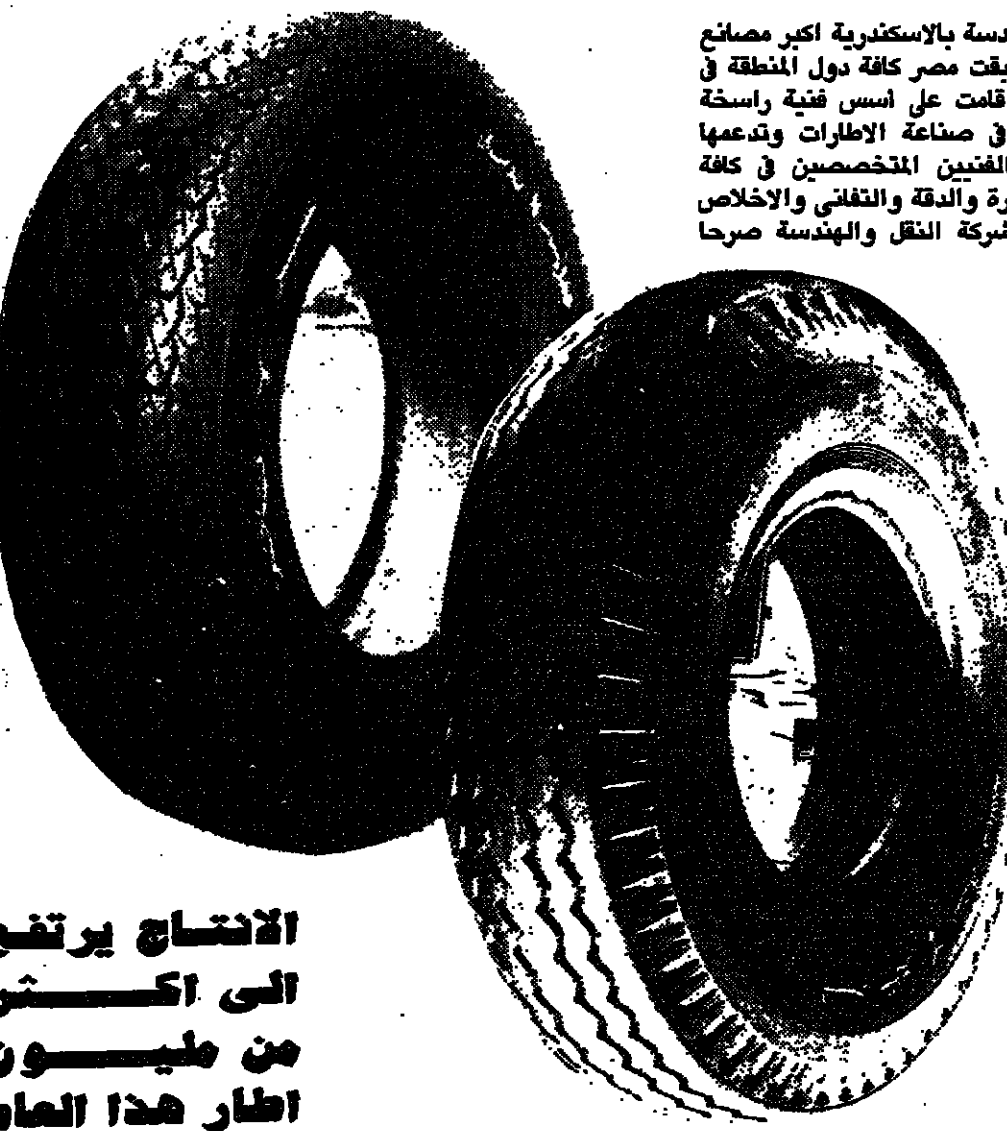 دسة بالاسكندرية اكبر مصانع
بقت مصر كافة دول المنطقة في
قامت على أسس فنية راسخة
في صناعة الاطارات وتدعمها
الفنيين المتخصصين في كافة
رة والدقة والتفاني والاخلاص
شركة النقل والهندسة صرحا
الانتاج يرتفع
الى اكثر
من مليون
اطار هذا العام